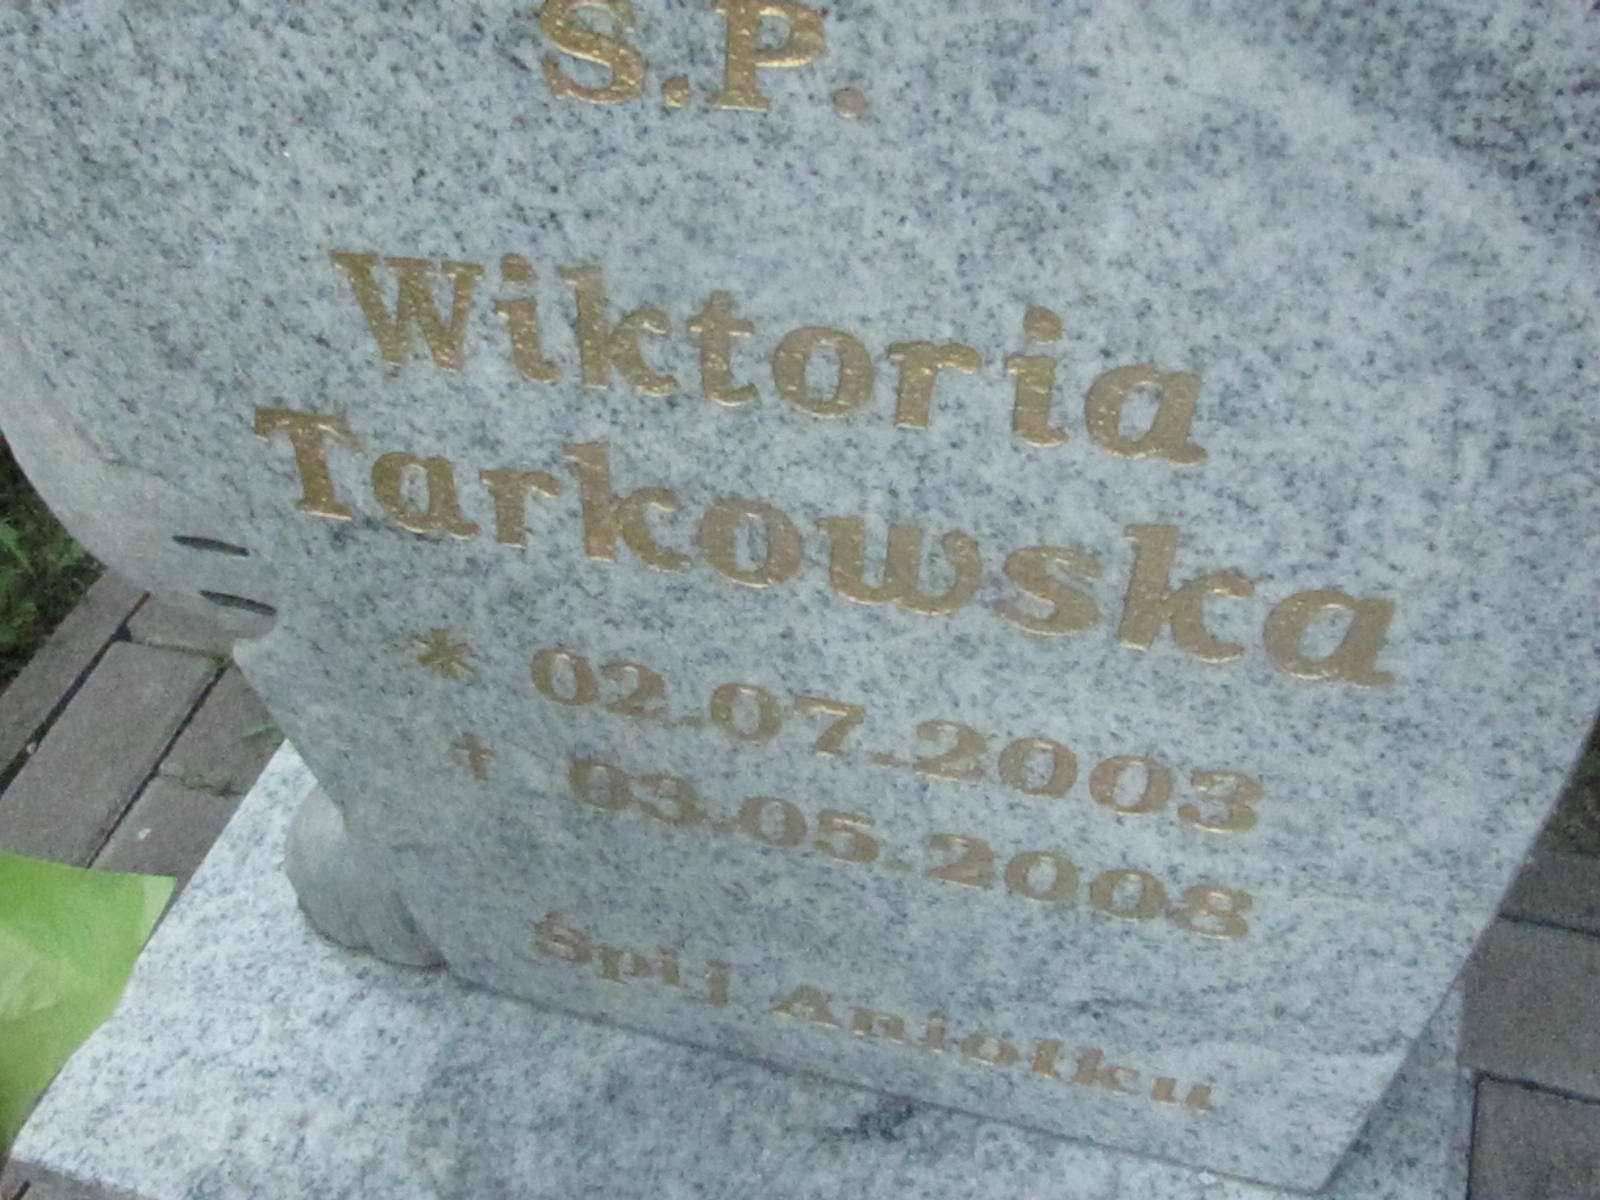 S.P.
Wiktoria
Tarkowska
* 02.07.2003
† 03.05.2008
Śpij Aniołku